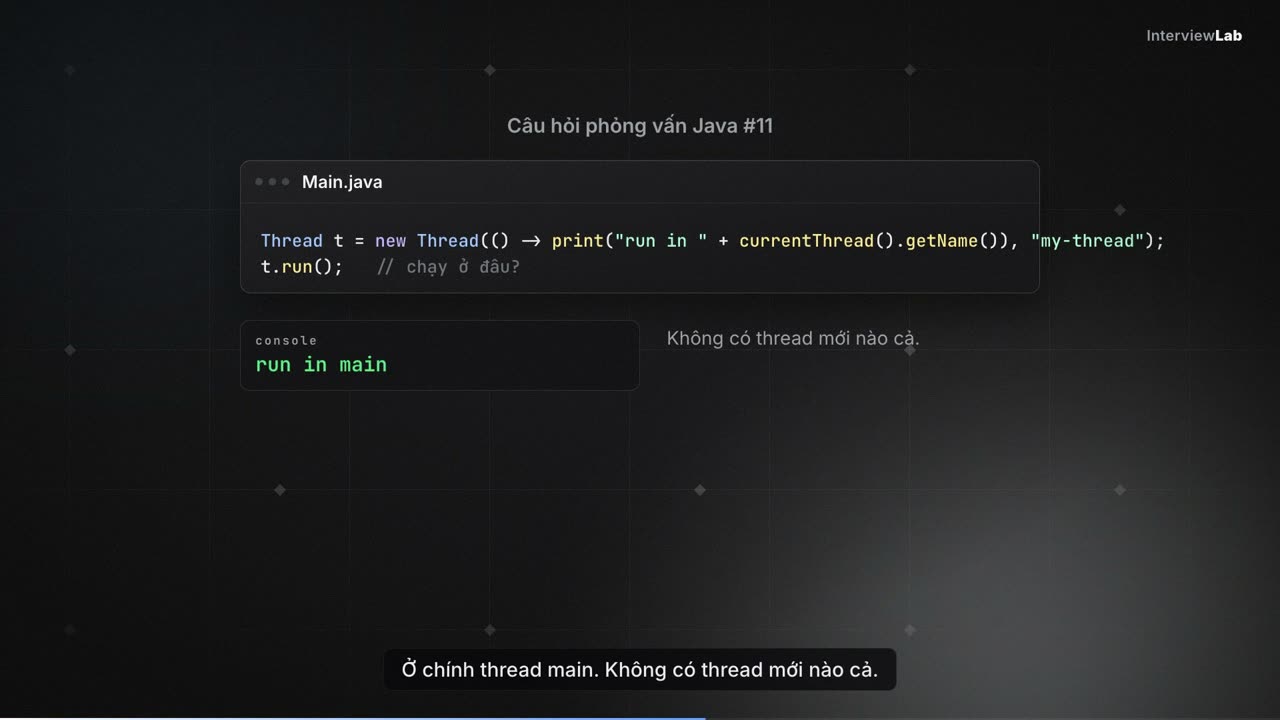 InterviewLab
Câu hỏi phỏng vấn Java #11
Main.java
Thread t = new Thread(() -> print("run in " + currentThread().getName()), "my-thread");
t.run();   // chạy ở đâu?
console
run in main
Không có thread mới nào cả.
Ở chính thread main. Không có thread mới nào cả.